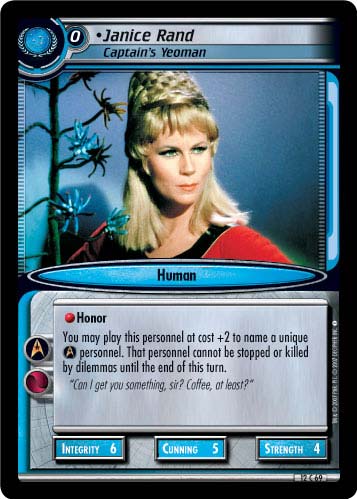 0
•Janice Rand
Captain's Yeoman
Human
Honor
You may play this personnel at cost +2 to name a unique
personnel. That personnel cannot be stopped or killed
by dilemmas until the end of this turn.
"Can I get you something, sir? Coffee, at least?"
INTEGRITY 6 CUNNING 5 STRENGTH 4
12 C 69